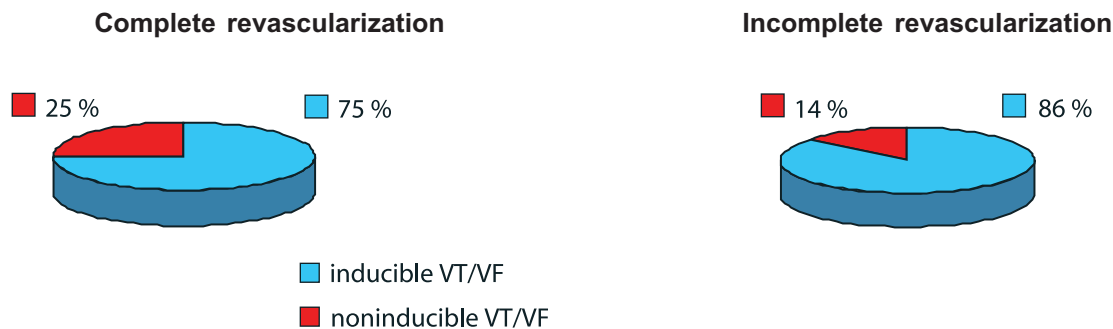 Complete revascularization
Incomplete revascularization
25 %
75 %
14 %
86 %
inducible VT/VF
noninducible VT/VF